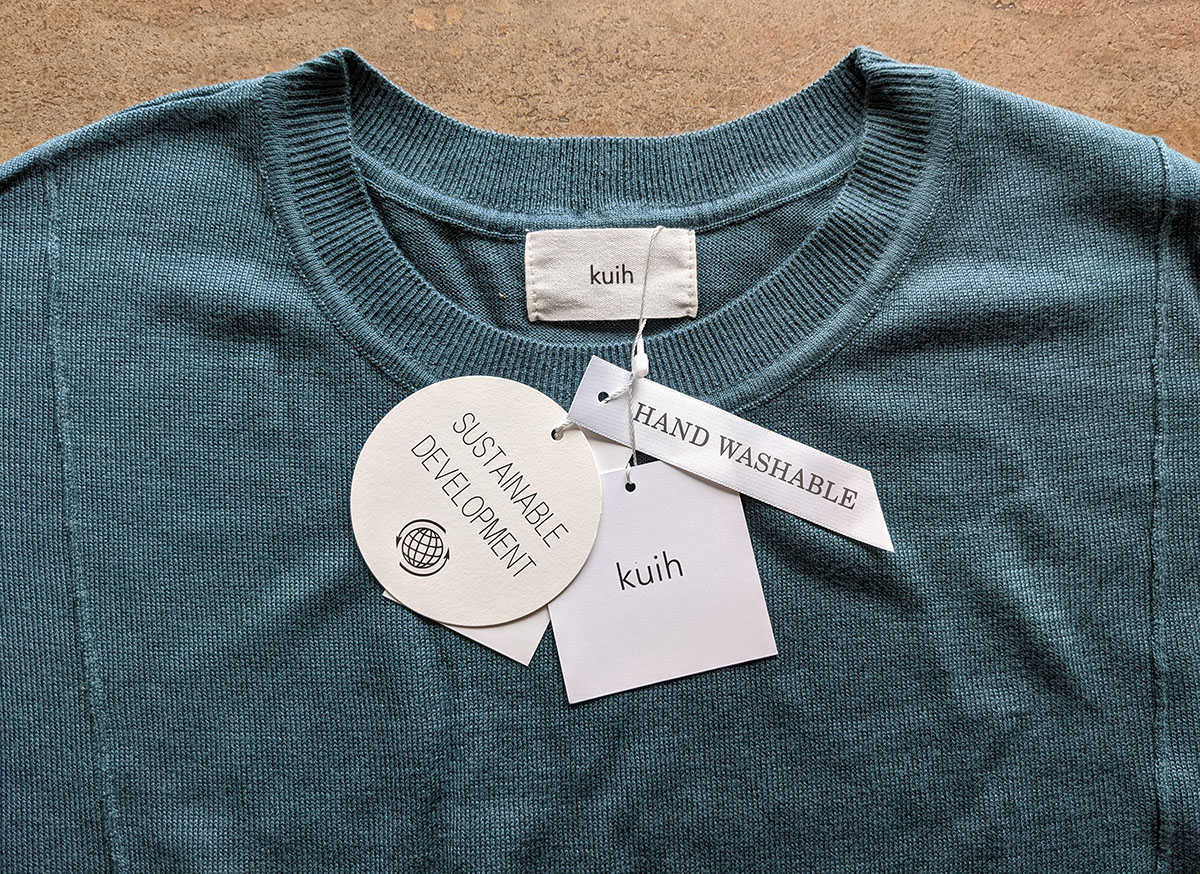 kuih
SUSTAINABLE
DEVELOPMENT
HAND WASHABLE
kuih